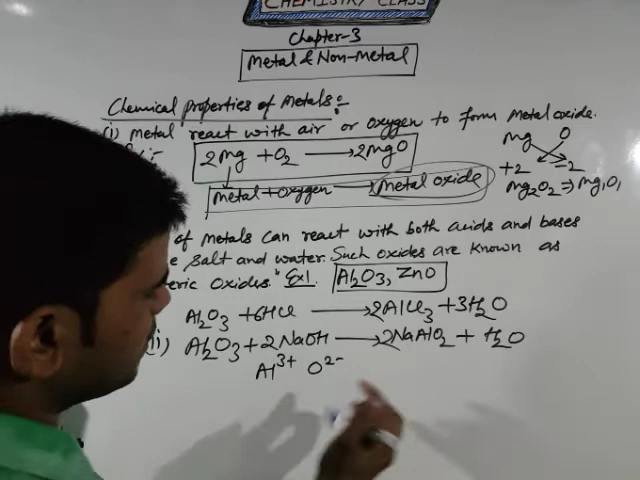 CHEMISTRY CLASS
Chapter-3
Metal & Non-Metal
Chemical properties of Metals:-
(i) Metal react with air or oxygen to form Metal oxide.
2Mg + O2 → 2MgO
Mg O
+2 -2
Metal + oxygen → Metal oxide
Mg2O2 ⇒ Mg1O1
of Metals can react with both acids and bases
salt and water. Such oxides are known as
eric oxides." Ex1. Al2O3, ZnO
Al2O3 + 6HCl → 2AlCl3 + 3H2O
Al2O3 + 2NaOH → 2NaAlO2 + H2O
Al3+ O2-